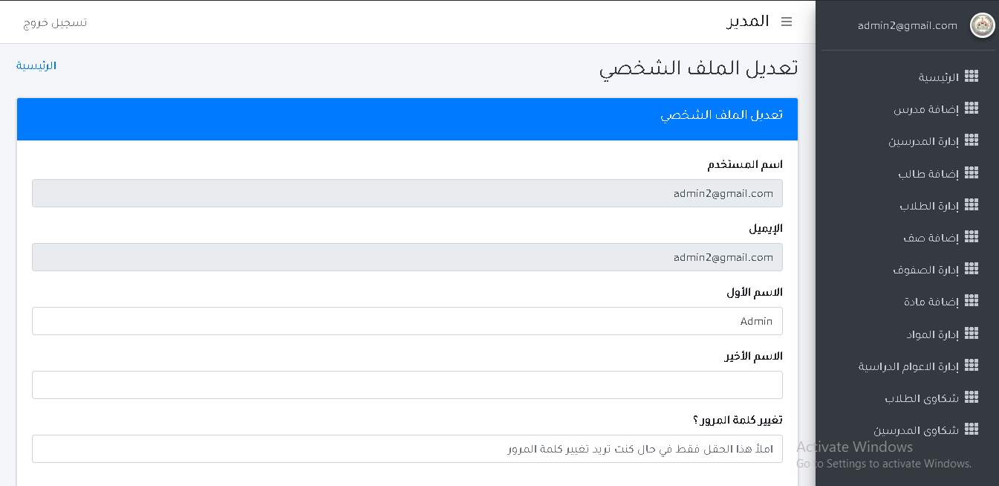 admin2@gmail.com
الرئيسية
إضافة مدرس
إدارة المدرسين
إضافة طالب
إدارة الطلاب
إضافة صف
إدارة الصفوف
إضافة مادة
إدارة المواد
إدارة الاعوام الدراسية
شكاوى الطلاب
شكاوى المدرسين
المدير
تسجيل خروج
تعديل الملف الشخصي
الرئيسية
تعديل الملف الشخصي
اسم المستخدم
admin2@gmail.com
الإيميل
admin2@gmail.com
الاسم الأول
Admin
الاسم الأخير
تغيير كلمة المرور ؟
املأ هذا الحقل فقط في حال كنت تريد تغيير كلمة المرور
Activate Windows
Go to Settings to activate Windows.